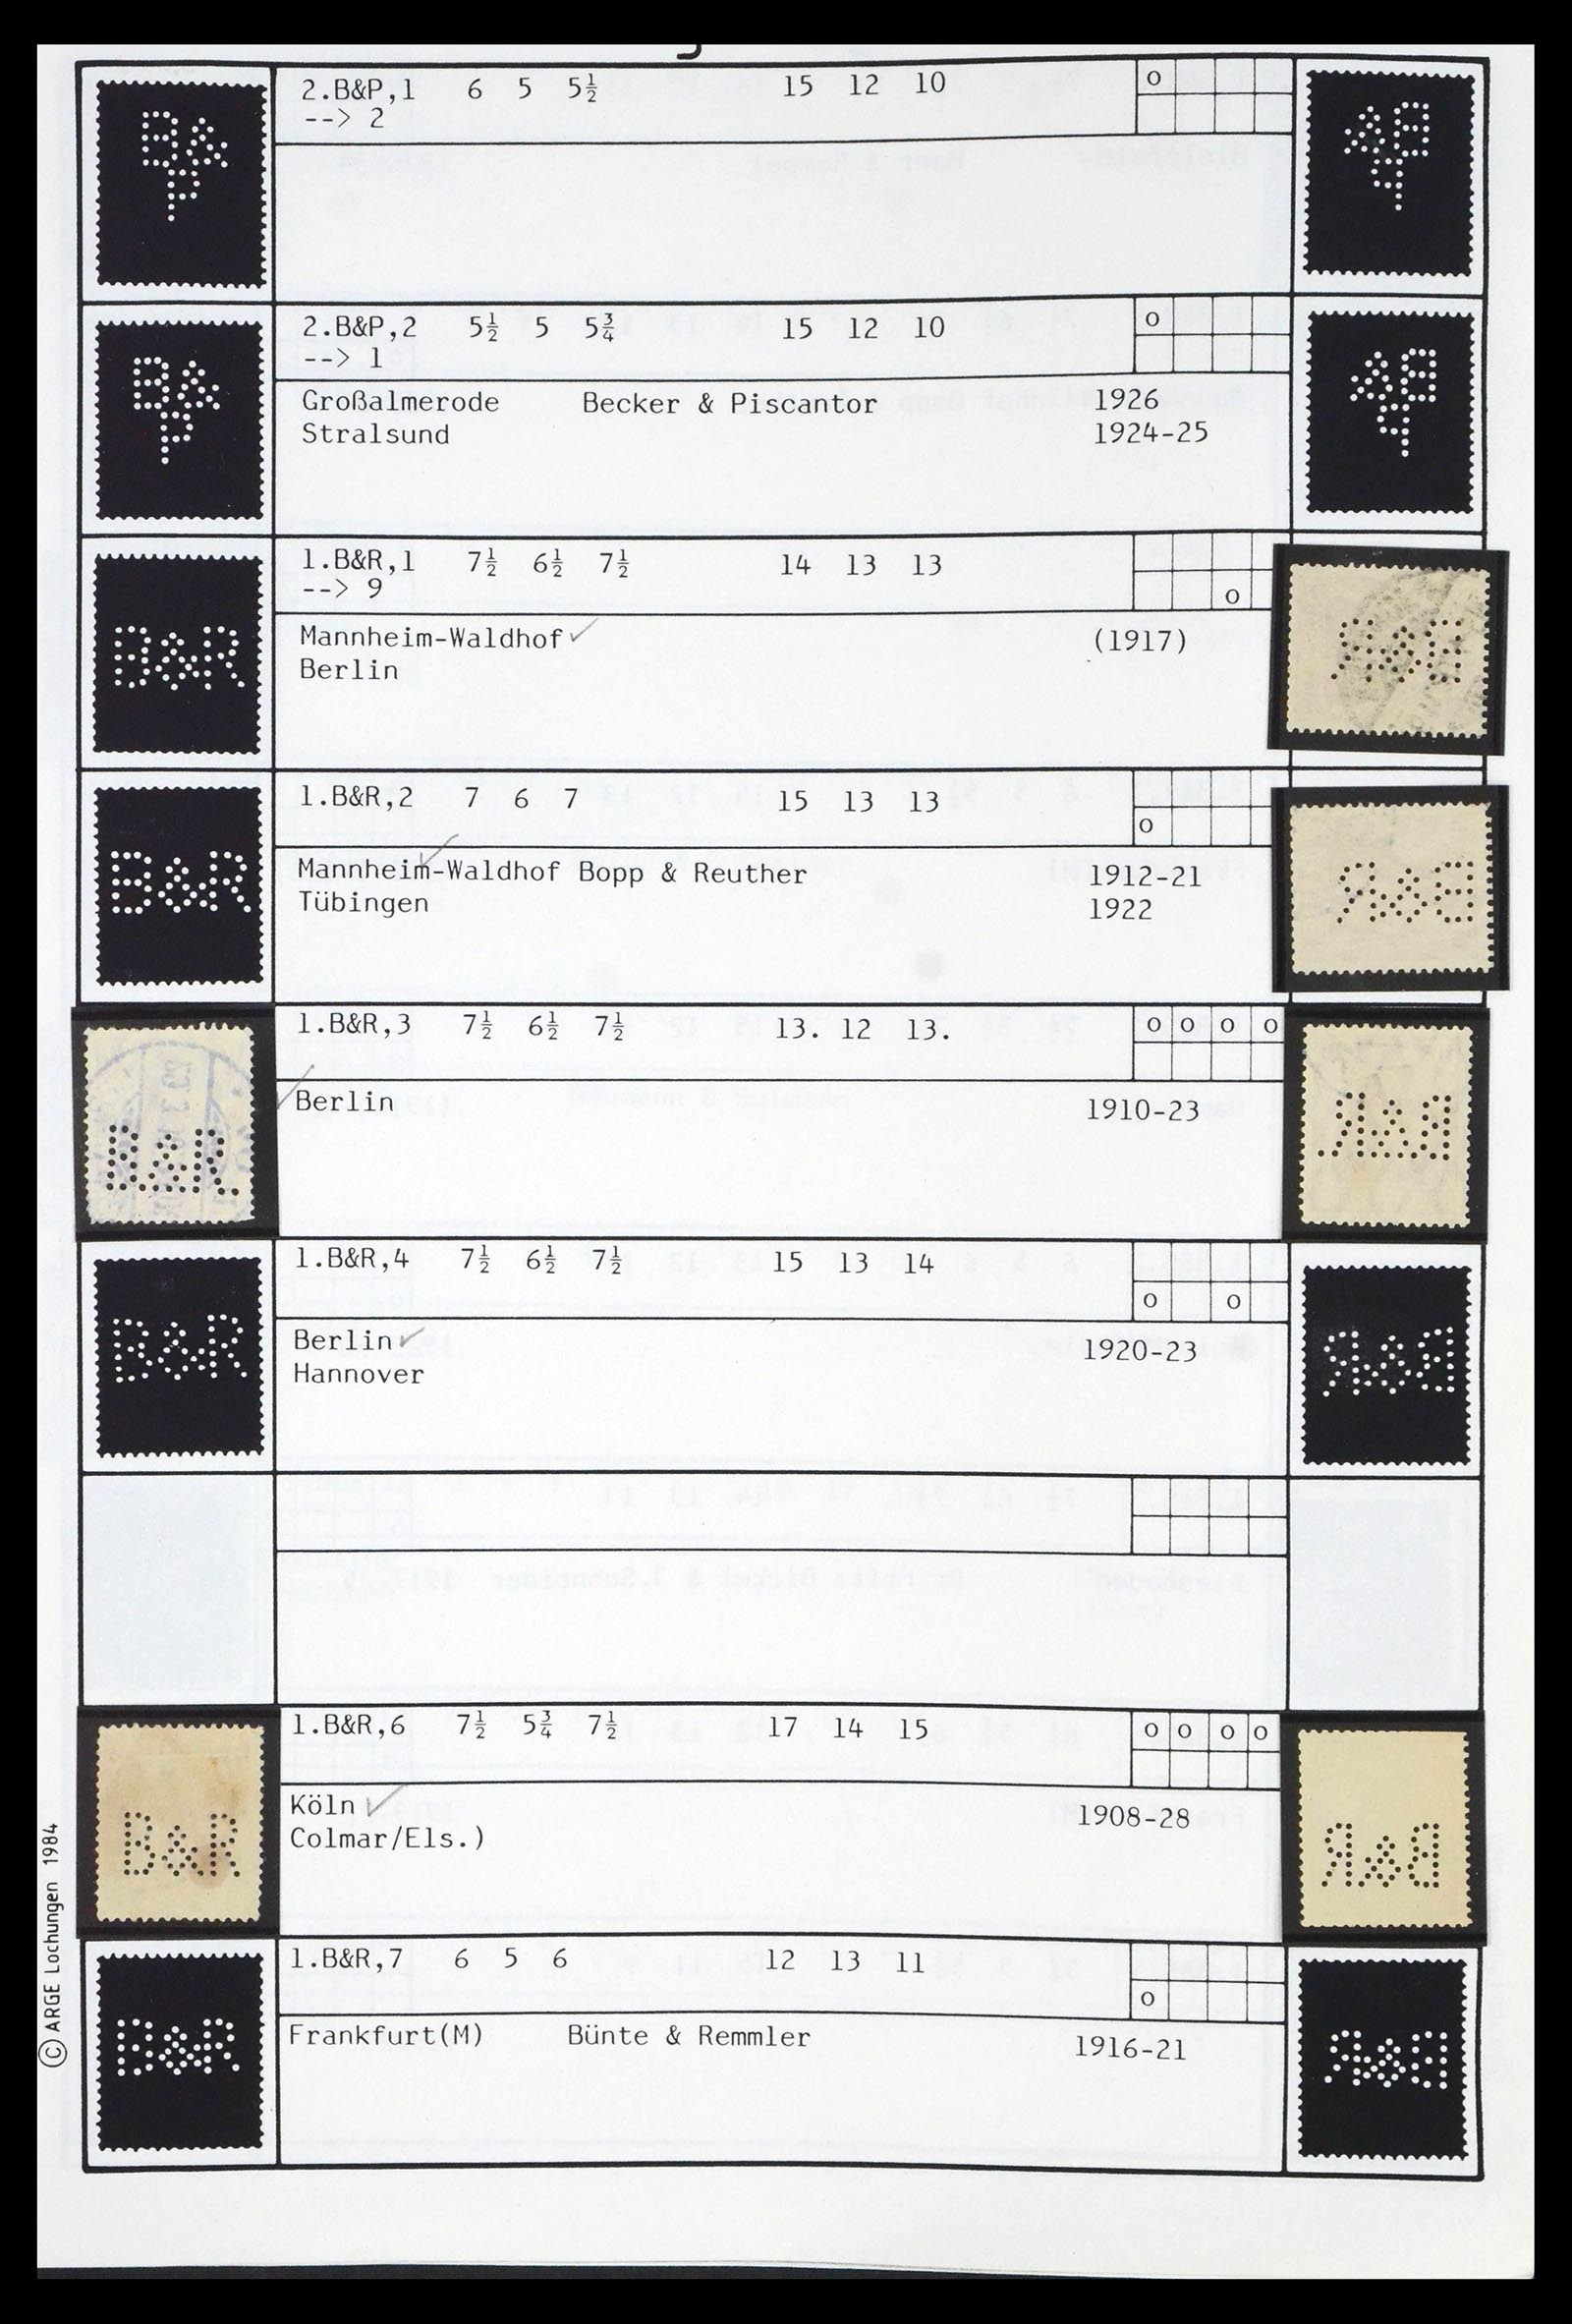 2.B&P,1 6 5 5½ 15 12 10 o
--> 2
BA
P
2.B&P,2 5½ 5 5¾ 15 12 10 o
--> 1
BA
P
Großalmerode Becker & Piscantor 1926
Stralsund 1924-25
1.B&R,1 7½ 6½ 7½ 14 13 13
--> 9 o
B&R
Mannheim-Waldhof (1917)
Berlin
1.B&R,2 7 6 7 15 13 13
o
B&R
Mannheim-Waldhof Bopp & Reuther 1912-21
Tübingen 1922
1.B&R,3 7½ 6½ 7½ 13. 12 13. o o o o
B&R.
Berlin 1910-23
1.B&R,4 7½ 6½ 7½ 15 13 14
o o
B&R
Berlin 1920-23
Hannover
1.B&R,6 7½ 5¾ 7½ 17 14 15 o o o o
B&R
Köln 1908-28
Colmar/Els.)
1.B&R,7 6 5 6 12 13 11
o
B&R
Frankfurt(M) Bünte & Remmler 1916-21
© ARGE Lochungen 1984